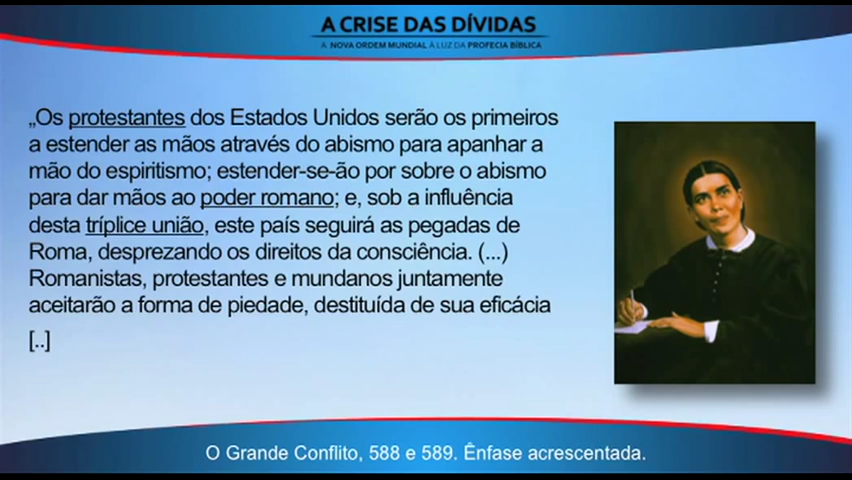 A CRISE DAS DÍVIDAS
A NOVA ORDEM MUNDIAL À LUZ DA PROFECIA BÍBLICA
„Os protestantes dos Estados Unidos serão os primeiros
a estender as mãos através do abismo para apanhar a
mão do espiritismo; estender-se-ão por sobre o abismo
para dar mãos ao poder romano; e, sob a influência
desta tríplice união, este país seguirá as pegadas de
Roma, desprezando os direitos da consciência. (...)
Romanistas, protestantes e mundanos juntamente
aceitarão a forma de piedade, destituída de sua eficácia
[..]
O Grande Conflito, 588 e 589. Ênfase acrescentada.